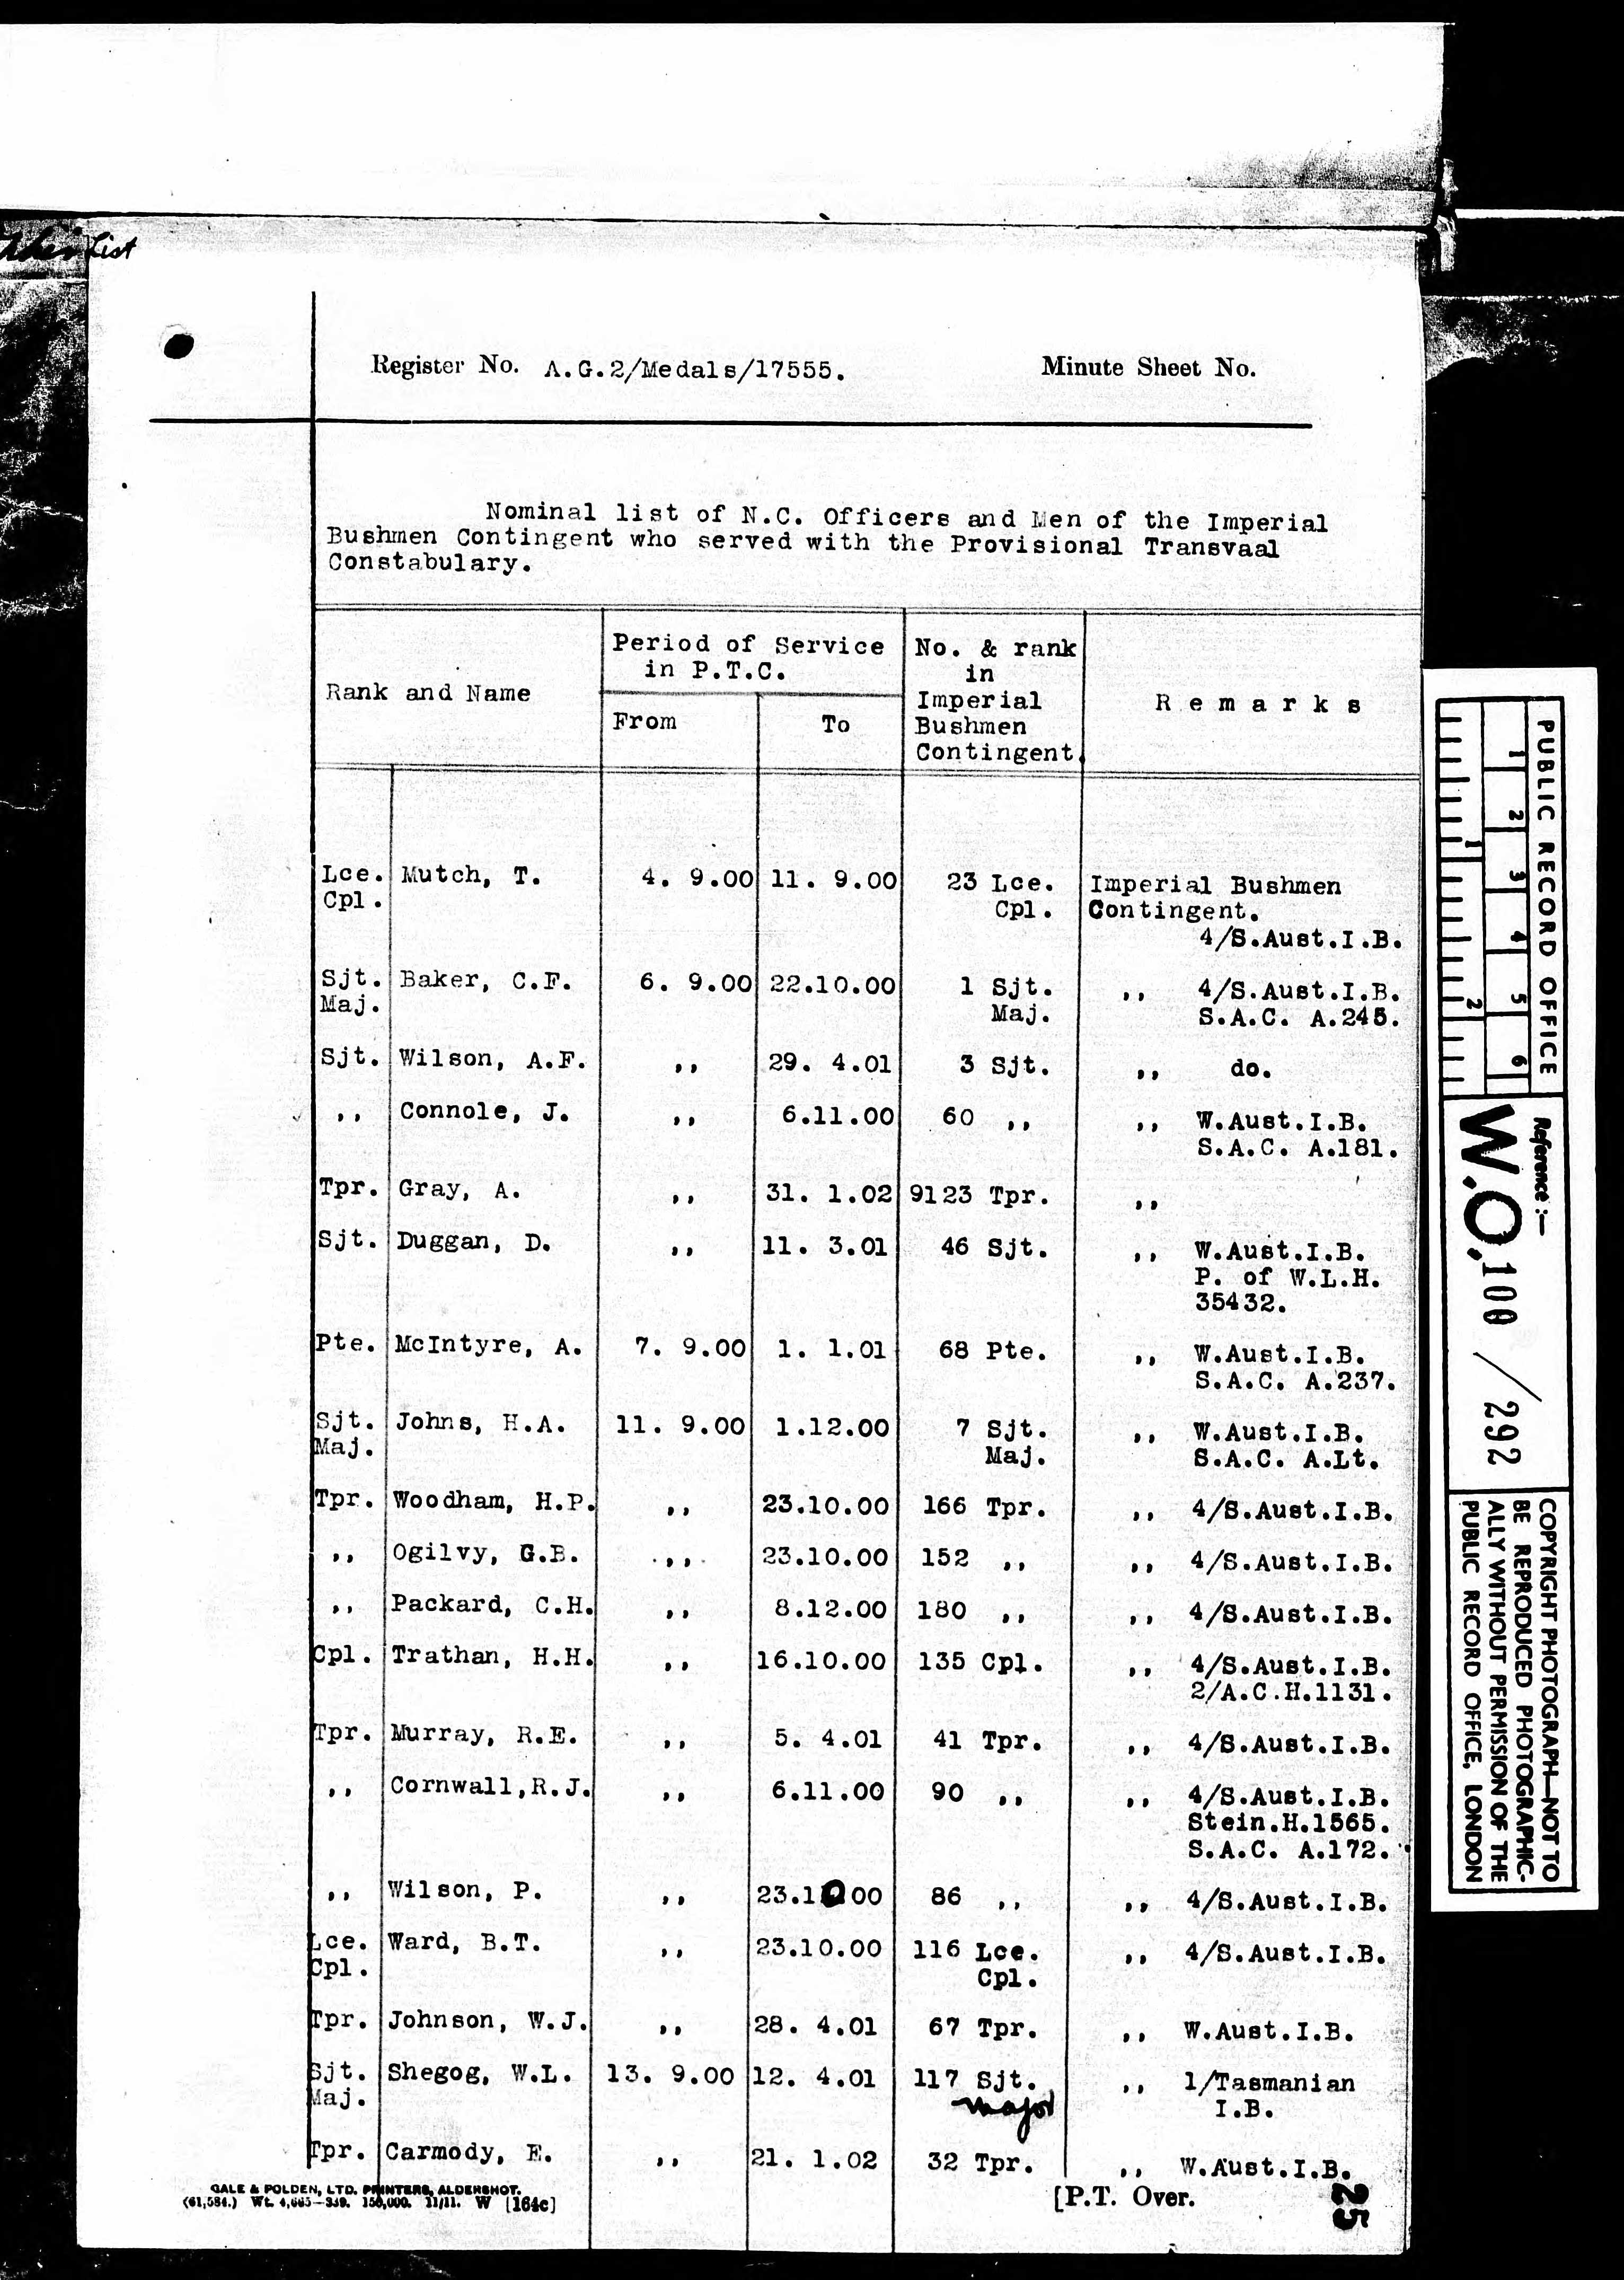 List
Register No. A.G.2/Medals/17555. Minute Sheet No.
Nominal list of N.C. Officers and Men of the Imperial
Bushmen Contingent who served with the Provisional Transvaal
Constabulary.
Rank and Name
Period of Service
in P.T.C.
From To
No. & rank
in
Imperial
Bushmen
Contingent.
Remarks
Lce. Mutch, T. 4. 9.00 11. 9.00 23 Lce. Imperial Bushmen
Cpl. Cpl. Contingent.
4/S.Aust.I.B.
Sjt. Baker, C.F. 6. 9.00 22.10.00 1 Sjt. ,, 4/S.Aust.I.B.
Maj. Maj. S.A.C. A.245.
Sjt. Wilson, A.F. ,, 29. 4.01 3 Sjt. ,, do.
,, Connole, J. ,, 6.11.00 60 ,, ,, W.Aust.I.B.
S.A.C. A.181.
Tpr. Gray, A. ,, 31. 1.02 9123 Tpr. ,,
Sjt. Duggan, D. ,, 11. 3.01 46 Sjt. ,, W.Aust.I.B.
P. of W.L.H.
35432.
Pte. McIntyre, A. 7. 9.00 1. 1.01 68 Pte. ,, W.Aust.I.B.
S.A.C. A.237.
Sjt. Johns, H.A. 11. 9.00 1.12.00 7 Sjt. ,, W.Aust.I.B.
Maj. Maj. S.A.C. A.Lt.
Tpr. Woodham, H.P. ,, 23.10.00 166 Tpr. ,, 4/S.Aust.I.B.
,, Ogilvy, G.B. ,, 23.10.00 152 ,, ,, 4/S.Aust.I.B.
,, Packard, C.H. ,, 8.12.00 180 ,, ,, 4/S.Aust.I.B.
Cpl. Trathan, H.H. ,, 16.10.00 135 Cpl. ,, 4/S.Aust.I.B.
2/A.C.H.1131.
Tpr. Murray, R.E. ,, 5. 4.01 41 Tpr. ,, 4/S.Aust.I.B.
,, Cornwall,R.J. ,, 6.11.00 90 ,, ,, 4/S.Aust.I.B.
Stein.H.1565.
S.A.C. A.172.
,, Wilson, P. ,, 23.10 00 86 ,, ,, 4/S.Aust.I.B.
Lce. Ward, B.T. ,, 23.10.00 116 Lce. ,, 4/S.Aust.I.B.
Cpl. Cpl.
Tpr. Johnson, W.J. ,, 28. 4.01 67 Tpr. ,, W.Aust.I.B.
Sjt. Shegog, W.L. 13. 9.00 12. 4.01 117 Sjt. ,, 1/Tasmanian
Maj. Major I.B.
Tpr. Carmody, E. ,, 21. 1.02 32 Tpr. ,, W.Aust.I.B.
GALE & POLDEN, LTD. PRINTERS, ALDERSHOT.
(61,584.) 150,000. 11/11. W [164c]
[P.T. Over.
25
PUBLIC RECORD OFFICE
1 2 3 4 5 6
1 2
Reference:—
W.O. 100 / 292
COPYRIGHT PHOTOGRAPH—NOT TO
BE REPRODUCED PHOTOGRAPHIC-
ALLY WITHOUT PERMISSION OF THE
PUBLIC RECORD OFFICE, LONDON